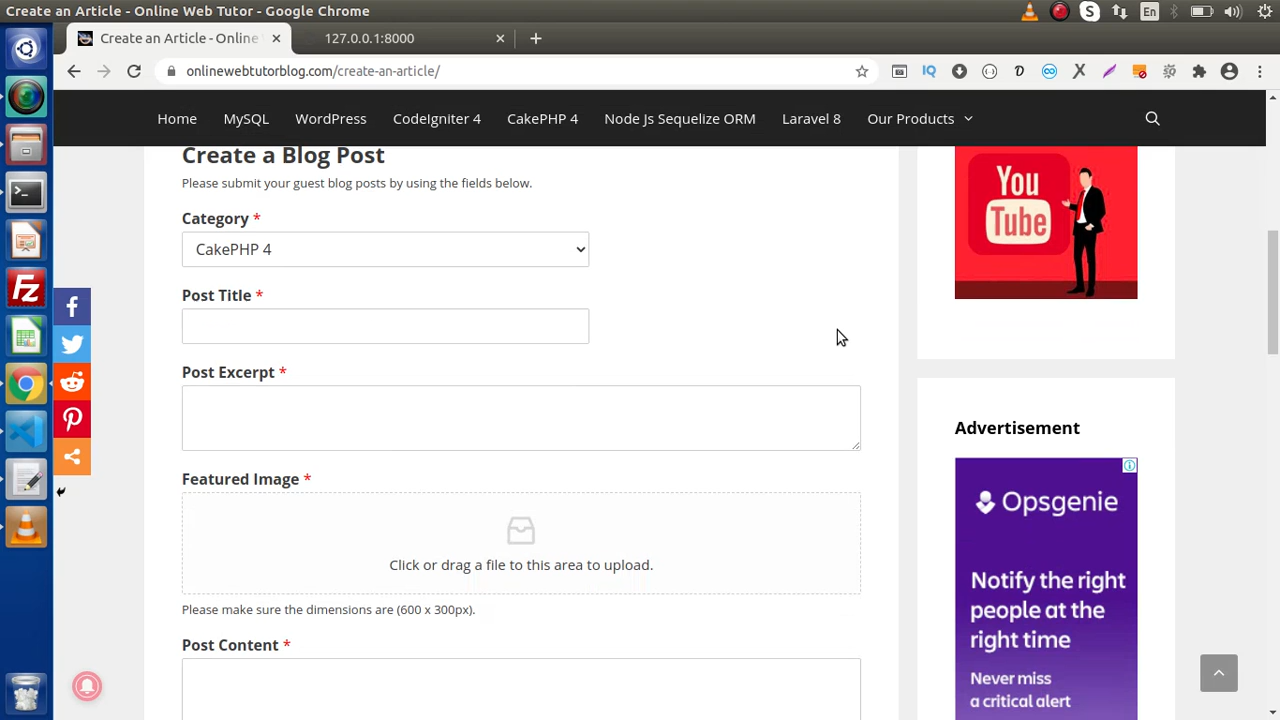 Create an Article - Online Web Tutor - Google Chrome
En
Create an Article - Online
127.0.0.1:8000
onlinewebtutorblog.com/create-an-article/
IQ
Home
MySQL
WordPress
CodeIgniter 4
CakePHP 4
Node Js Sequelize ORM
Laravel 8
Our Products
Create a Blog Post
Please submit your guest blog posts by using the fields below.
Category *
CakePHP 4
Post Title *
Post Excerpt *
Featured Image *
Click or drag a file to this area to upload.
Please make sure the dimensions are (600 x 300px).
Post Content *
You
Tube
Advertisement
Opsgenie
Notify the right
people at the
right time
Never miss
a critical alert